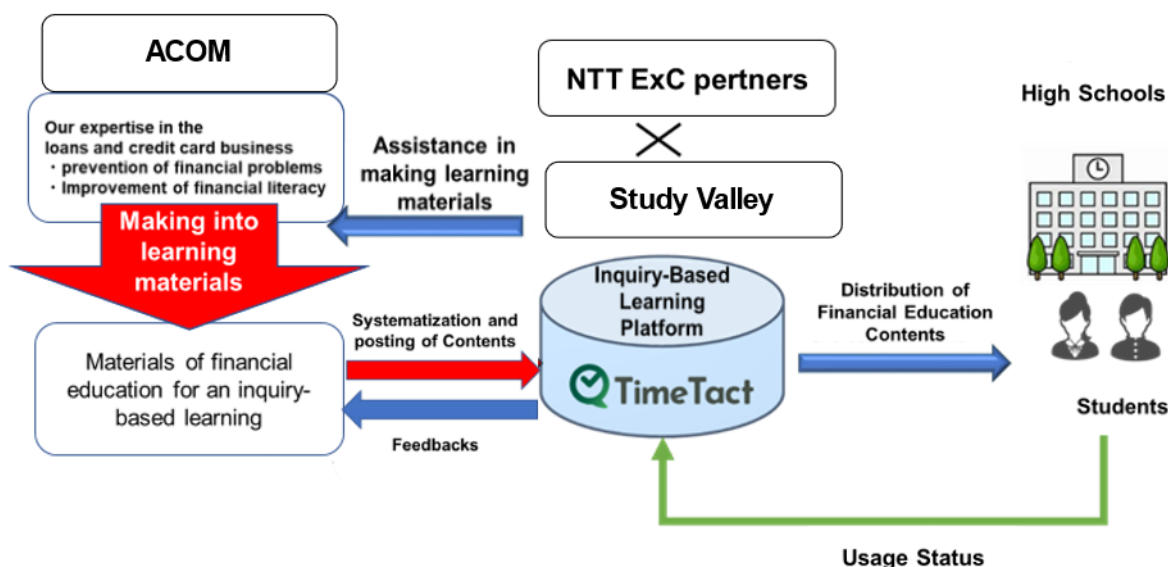 ACOM
Our expertise in the
loans and credit card business
・prevention of financial problems
・Improvement of financial literacy
Making into
learning
materials
Materials of financial
education for an inquiry-
based learning
Assistance in
making learning
materials
NTT ExC pertners
Study Valley
Systematization and
posting of Contents
Feedbacks
Inquiry-Based
Learning
Platform
TimeTact
Distribution of
Financial Education
Contents
High Schools
Students
Usage Status